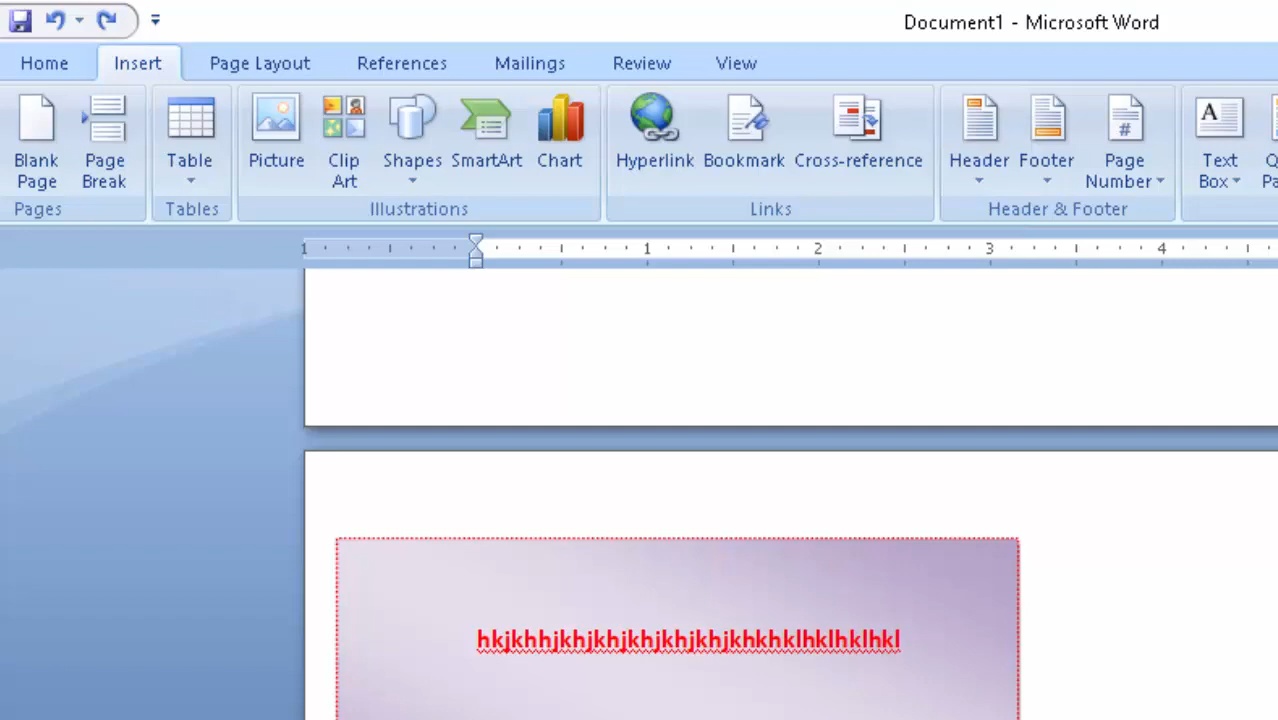 Document1 - Microsoft Word
Home Insert Page Layout References Mailings Review View
Blank Page
Page Break
Table
Picture
Clip Art
Shapes
SmartArt
Chart
Hyperlink
Bookmark
Cross-reference
Header
Footer
Page Number
#
A
Text Box
Pages Tables Illustrations Links Header & Footer
1 1 2 3 4
hkjkhhjkhjkhjkhjkhjkhjkhkhklhklhklhkl